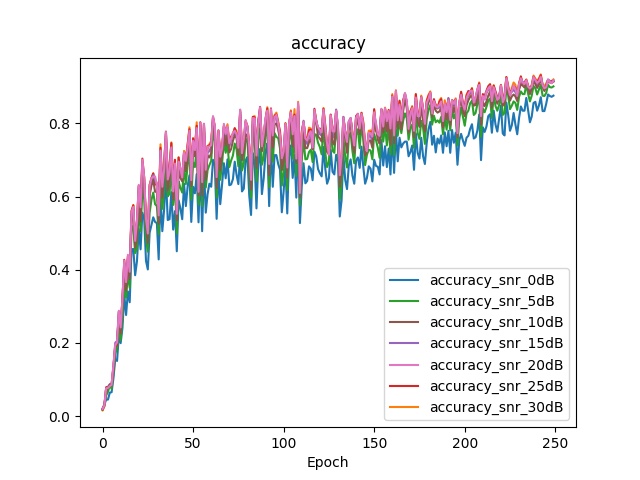 accuracy
0.8
0.6
0.4
0.2
0.0
accuracy_snr_0dB
accuracy_snr_5dB
accuracy_snr_10dB
accuracy_snr_15dB
accuracy_snr_20dB
accuracy_snr_25dB
accuracy_snr_30dB
0 50 100 150 200 250
Epoch